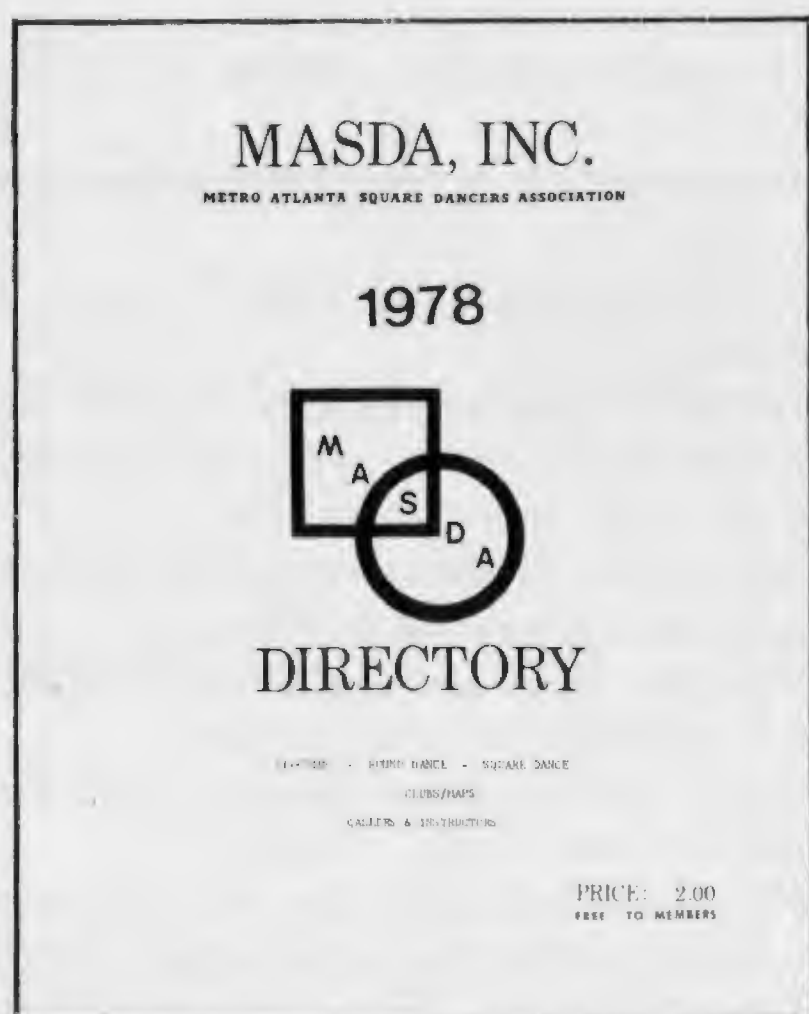 MASDA, INC.
METRO ATLANTA SQUARE DANCERS ASSOCIATION
1978
M
A
S
D
A
DIRECTORY
- ROUND DANCE - SQUARE DANCE
CLUBS/MAPS
CALLERS & INSTRUCTORS
PRICE: 2.00
FREE TO MEMBERS